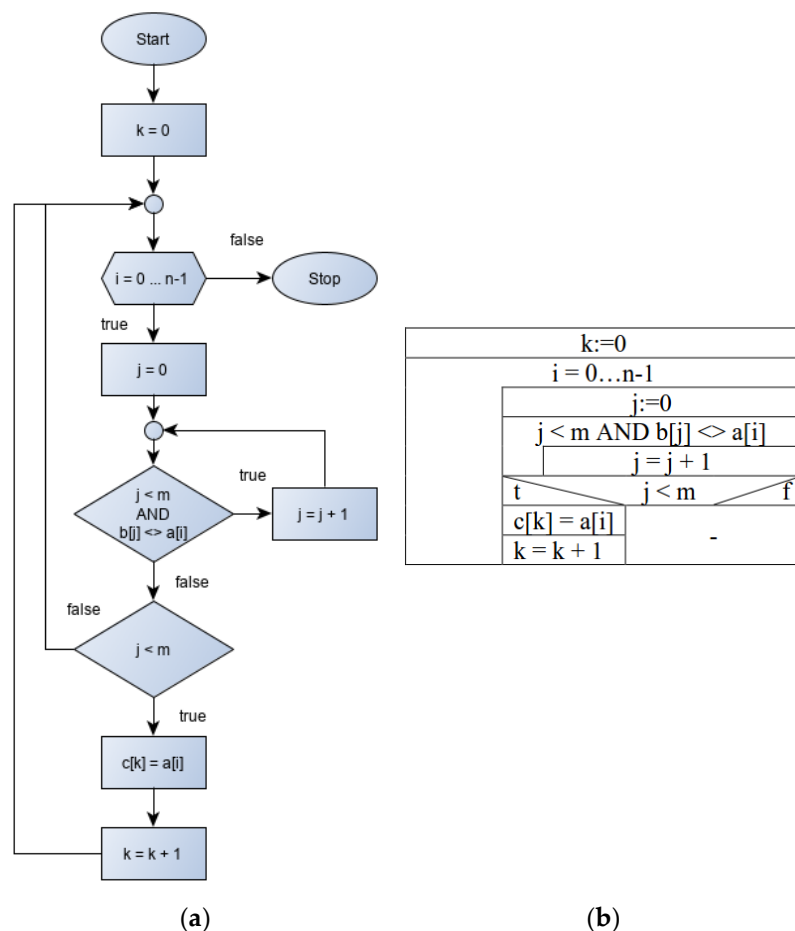 Start
k = 0
false
i = 0 ... n-1
Stop
true
j = 0
true
j < m
AND
b[j] <> a[i]
j = j + 1
false
false
j < m
true
c[k] = a[i]
k = k + 1
(a)
k:=0
i = 0…n-1
j:=0
j < m AND b[j] <> a[i]
j = j + 1
t j < m f
c[k] = a[i]
-
k = k + 1
(b)